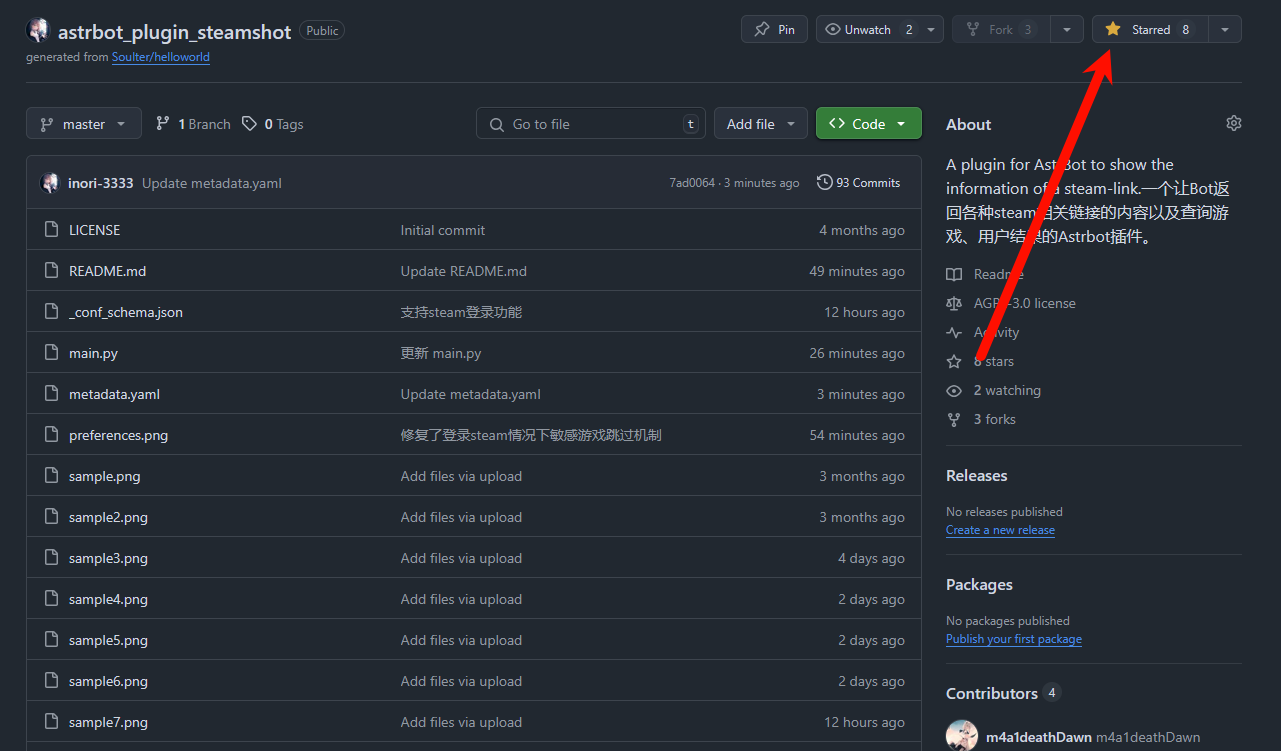 astrbot_plugin_steamshot Public
generated from Soulter/helloworld
Pin
Unwatch 2
Fork 3
Starred 8
master
1 Branch
0 Tags
Go to file t
Add file
Code
inori-3333 Update metadata.yaml 7ad0064 · 3 minutes ago 93 Commits
LICENSE Initial commit 4 months ago
README.md Update README.md 49 minutes ago
_conf_schema.json 支持steam登录功能 12 hours ago
main.py 更新 main.py 26 minutes ago
metadata.yaml Update metadata.yaml 3 minutes ago
preferences.png 修复了登录steam情况下敏感游戏跳过机制 54 minutes ago
sample.png Add files via upload 3 months ago
sample2.png Add files via upload 3 months ago
sample3.png Add files via upload 4 days ago
sample4.png Add files via upload 2 days ago
sample5.png Add files via upload 2 days ago
sample6.png Add files via upload 2 days ago
sample7.png Add files via upload 12 hours ago
About
A plugin for AstrBot to show the
information of a steam-link.一个让Bot返
回各种steam相关链接的内容以及查询游
戏、用户结果的Astrbot插件。
Readme
AGPL-3.0 license
Activity
8 stars
2 watching
3 forks
Releases
No releases published
Create a new release
Packages
No packages published
Publish your first package
Contributors 4
m4a1deathDawn m4a1deathDawn